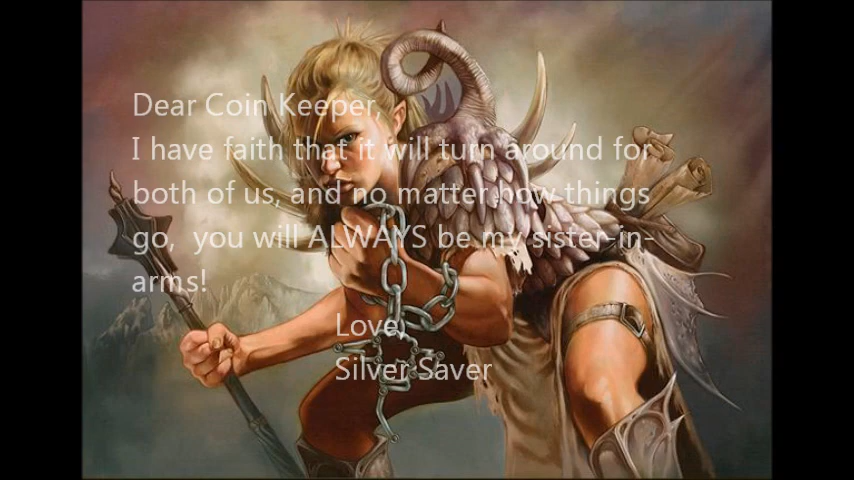 Dear Coin Keeper,
I have faith that it will turn around for
both of us, and no matter how things
go,  you will ALWAYS be my sister-in-
arms!
Love,
Silver Saver